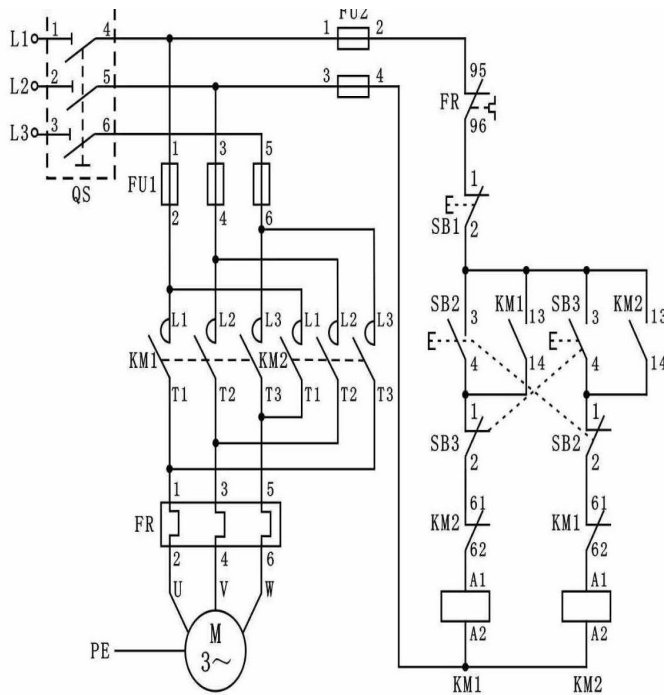 FU2
L1 1 4 1 2
L2 2 5 3 4
L3 3 6
QS
95
FR
96
1 3 5
FU1
2 4 6
1
SB1
2
SB2 3 KM1 13 SB3 3 KM2 13
4 14 4 14
L1 L2 L3 L1 L2 L3
KM1 KM2
T1 T2 T3 T1 T2 T3
1 1
SB3 SB2
2 2
1 3 5
FR
2 4 6
61 61
KM2 KM1
62 62
U V W
A1 A1
A2 A2
M
3~
PE
KM1 KM2